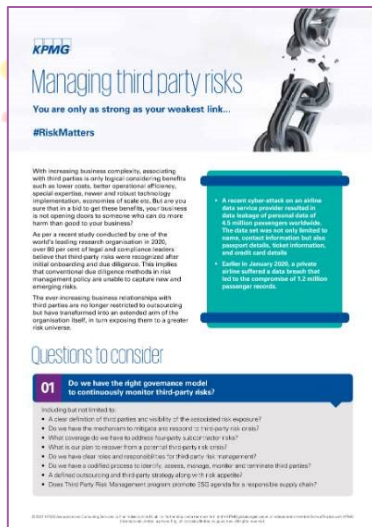 KPMG
Managing third party risks
You are only as strong as your weakest link...
#RiskMatters
With increasing business complexity, associating
with third parties is only logical considering benefits
such as lower costs, better operational efficiency,
special expertise, newer and robust technology
implementation, economies of scale etc. But are you
sure that in a bid to get these benefits, your business
is not opening doors to someone who can do more
harm than good to your business?
As per a recent study conducted by one of the
world's leading research organisation in 2020,
over 80 per cent of legal and compliance leaders
believe that third-party risks were recognized after
initial onboarding and due diligence. This implies
that conventional due diligence methods in risk
management policy are unable to capture new and
emerging risks.
The ever-increasing business relationships with
third parties are no longer restricted to outsourcing
but have transformed into an extended arm of the
organisation itself, in turn exposing them to a greater
risk universe.
• A recent cyber-attack on an airline
data service provider resulted in
data leakage of personal data of
4.5 million passengers worldwide.
The data set was not only limited to
name, contact information but also
passport details, ticket information,
and credit card details
• Earlier in January 2020, a private
airline suffered a data breach that
led to the compromise of 1.2 million
passenger records.
Questions to consider
01
Do we have the right governance model
to continuously monitor third-party risks?
Including but not limited to:
• A clear definition of third parties and visibility of the associated risk exposure?
• Do we have the mechanism to mitigate and respond to third-party risk crisis?
• What coverage do we have to address four-party subcontractor risks?
• What is our plan to recover from a potential third-party risk crisis?
• Do we have clear roles and responsibilities for third-party risk management?
• Do we have a codified process to identify, assess, manage, monitor and terminate third parties?
• A defined outsourcing and third-party strategy along with risk appetite?
• Does Third Party Risk Management program promote ESG agenda for a responsible supply chain?